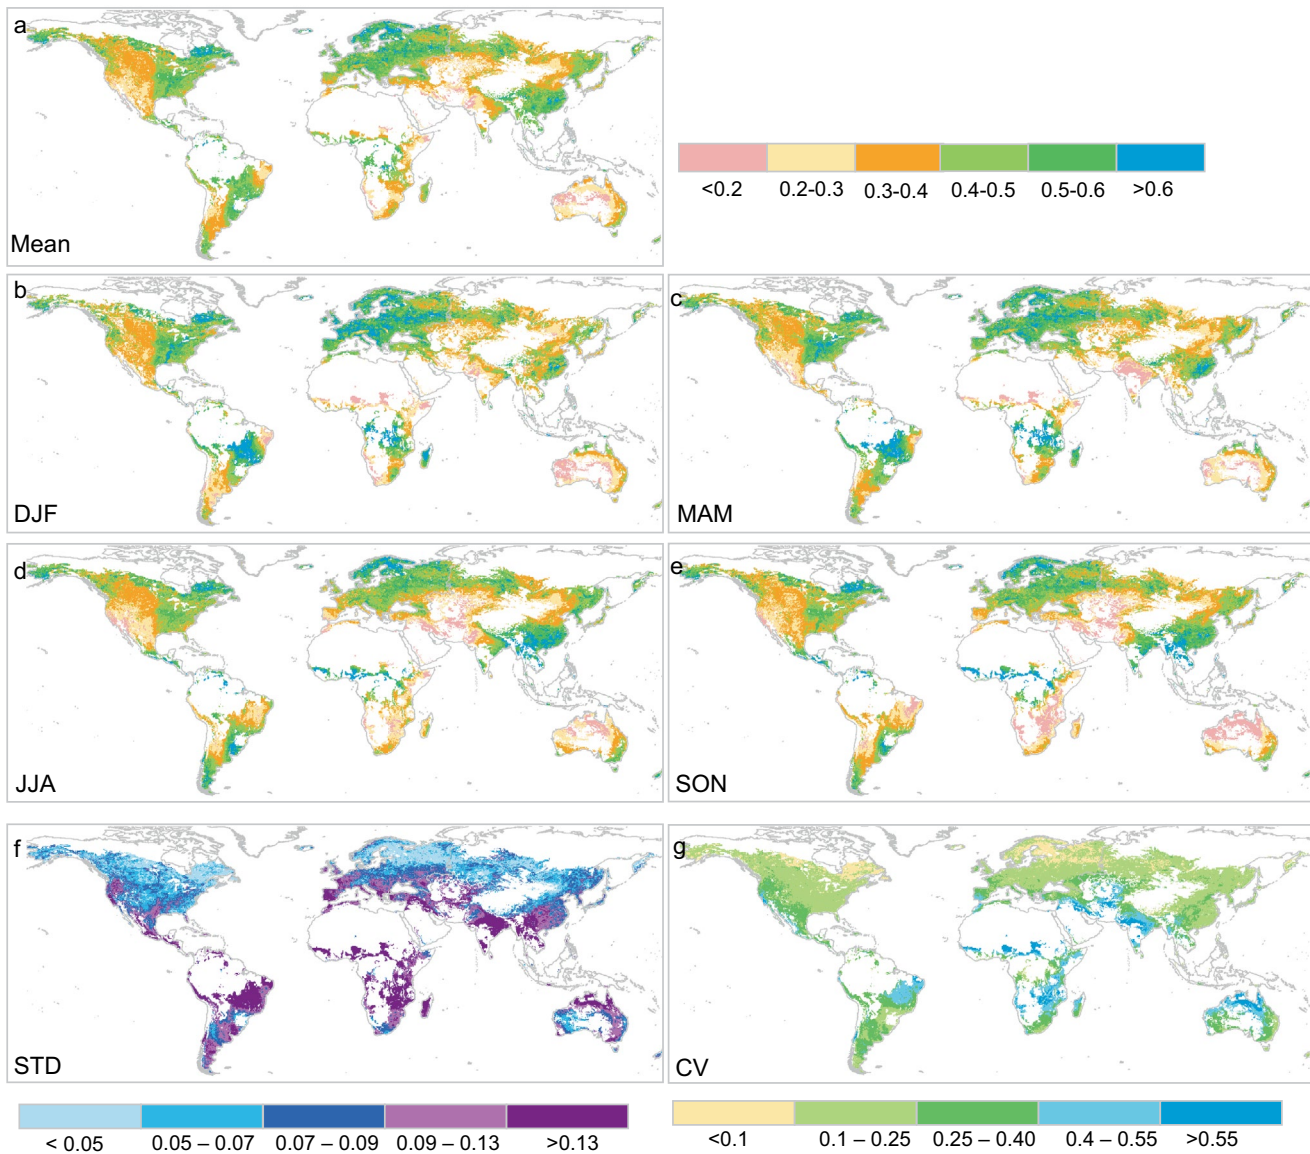 a
Mean
<0.2 0.2-0.3 0.3-0.4 0.4-0.5 0.5-0.6 >0.6
b
DJF
c
MAM
d
JJA
e
SON
f
STD
g
CV
< 0.05 0.05 – 0.07 0.07 – 0.09 0.09 – 0.13 >0.13
<0.1 0.1 – 0.25 0.25 – 0.40 0.4 – 0.55 >0.55